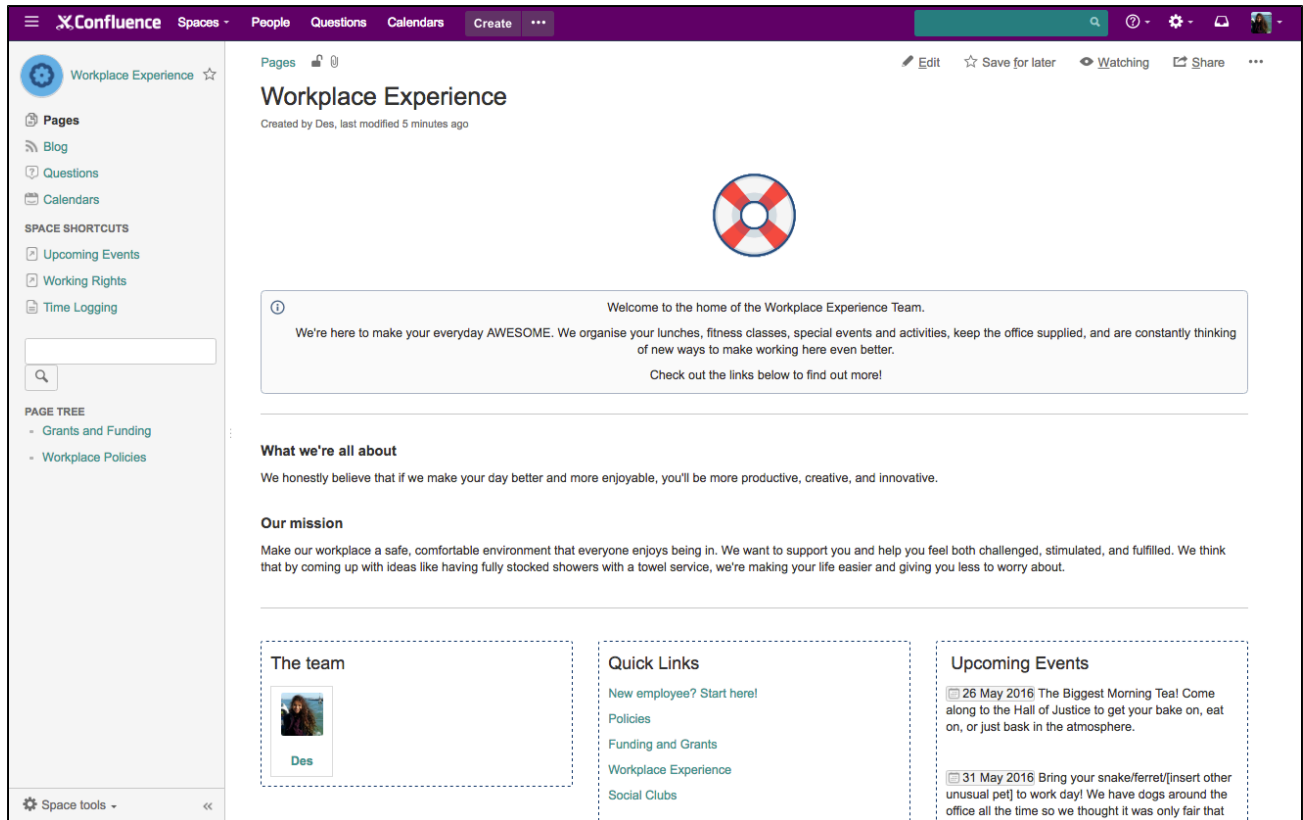 Confluence Spaces People Questions Calendars Create
Workplace Experience
Pages
Blog
Questions
Calendars
SPACE SHORTCUTS
Upcoming Events
Working Rights
Time Logging
PAGE TREE
Grants and Funding
Workplace Policies
Space tools
Pages
Edit Save for later Watching Share
Workplace Experience
Created by Des, last modified 5 minutes ago
Welcome to the home of the Workplace Experience Team.
We're here to make your everyday AWESOME. We organise your lunches, fitness classes, special events and activities, keep the office supplied, and are constantly thinking
of new ways to make working here even better.
Check out the links below to find out more!
What we're all about
We honestly believe that if we make your day better and more enjoyable, you'll be more productive, creative, and innovative.
Our mission
Make our workplace a safe, comfortable environment that everyone enjoys being in. We want to support you and help you feel both challenged, stimulated, and fulfilled. We think
that by coming up with ideas like having fully stocked showers with a towel service, we're making your life easier and giving you less to worry about.
The team
Des
Quick Links
New employee? Start here!
Policies
Funding and Grants
Workplace Experience
Social Clubs
Upcoming Events
26 May 2016 The Biggest Morning Tea! Come
along to the Hall of Justice to get your bake on, eat
on, or just bask in the atmosphere.
31 May 2016 Bring your snake/ferret/[insert other
unusual pet] to work day! We have dogs around the
office all the time so we thought it was only fair that